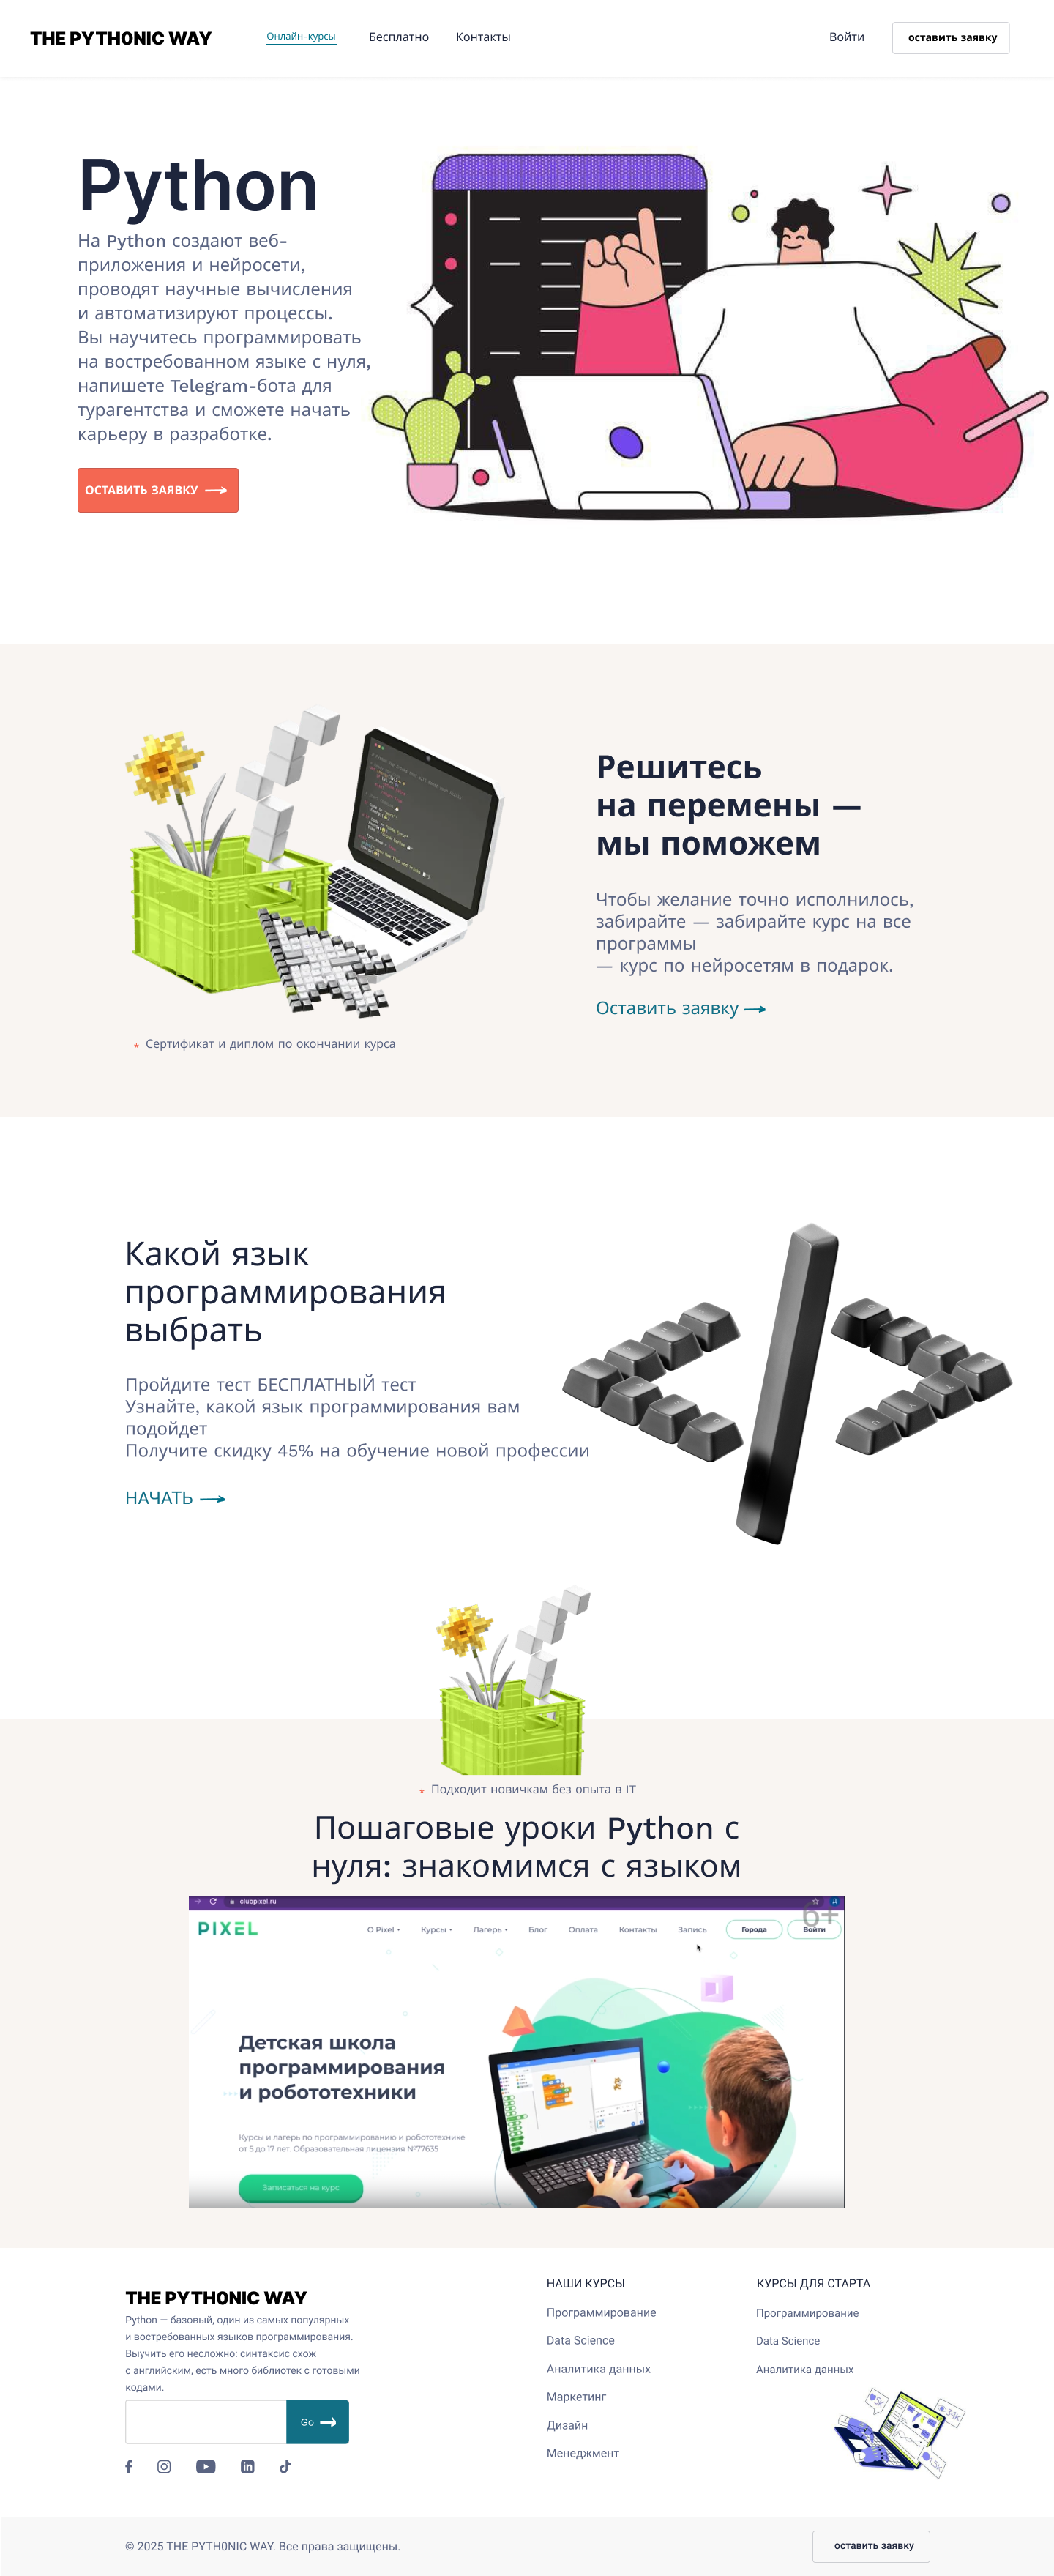 THE PYTHONIC WAY
Онлайн-курсы
Бесплатно
Контакты
Войти
оставить заявку
Python
На Python создают веб-
приложения и нейросети,
проводят научные вычисления
и автоматизируют процессы.
Вы научитесь программировать
на востребованном языке с нуля,
напишете Telegram-бота для
турагентства и сможете начать
карьеру в разработке.
ОСТАВИТЬ ЗАЯВКУ
Решитесь
на перемены —
мы поможем
Чтобы желание точно исполнилось,
забирайте — забирайте курс на все
программы
— курс по нейросетям в подарок.
Оставить заявку
* Сертификат и диплом по окончании курса
Какой язык
программирования
выбрать
Пройдите тест БЕСПЛАТНЫЙ тест
Узнайте, какой язык программирования вам
подойдет
Получите скидку 45% на обучение новой профессии
НАЧАТЬ
* Подходит новичкам без опыта в IT
Пошаговые уроки Python с
нуля: знакомимся с языком
clubpixel.ru
6+
PIXEL
О Pixel
Курсы
Лагерь
Блог
Оплата
Контакты
Запись
Города
Войти
Детская школа
программирования
и робототехники
Курсы и лагерь по программированию и робототехнике
от 5 до 17 лет. Образовательная лицензия №77635
Записаться на курс
THE PYTHONIC WAY
Python — базовый, один из самых популярных
и востребованных языков программирования.
Выучить его несложно: синтаксис схож
с английским, есть много библиотек с готовыми
кодами.
Go
НАШИ КУРСЫ
Программирование
Data Science
Аналитика данных
Маркетинг
Дизайн
Менеджмент
КУРСЫ ДЛЯ СТАРТА
Программирование
Data Science
Аналитика данных
© 2025 THE PYTH0NIC WAY. Все права защищены.
оставить заявку